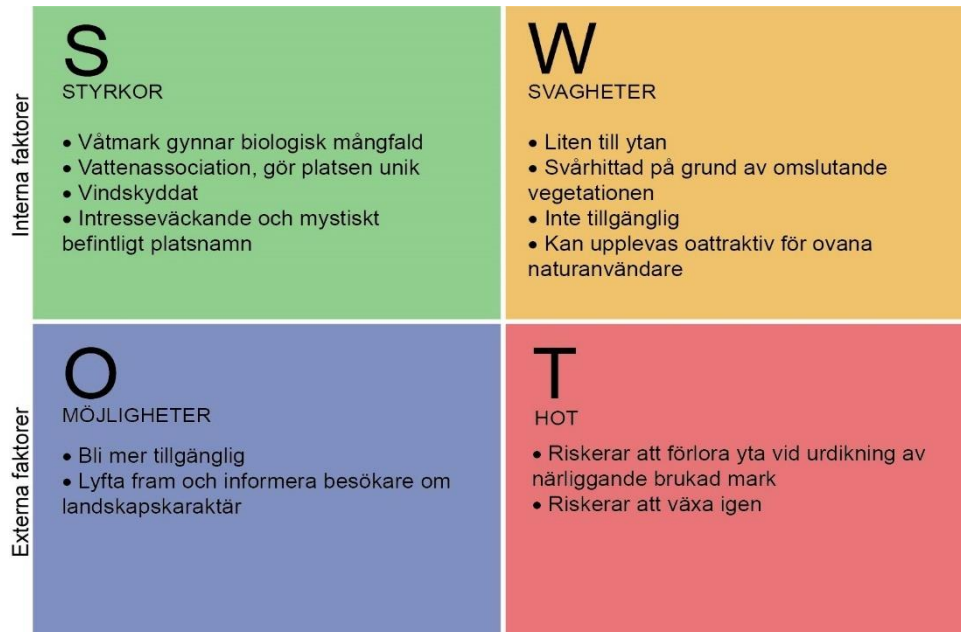 Interna faktorer
S
STYRKOR
• Våtmark gynnar biologisk mångfald
• Vattenassociation, gör platsen unik
• Vindskyddat
• Intresseväckande och mystiskt
befintligt platsnamn
W
SVAGHETER
• Liten till ytan
• Svårhittad på grund av omslutande
vegetationen
• Inte tillgänglig
• Kan upplevas oattraktiv för ovana
naturanvändare
Externa faktorer
O
MÖJLIGHETER
• Bli mer tillgänglig
• Lyfta fram och informera besökare om
landskapskaraktär
T
HOT
• Riskerar att förlora yta vid urdikning av
närliggande brukad mark
• Riskerar att växa igen